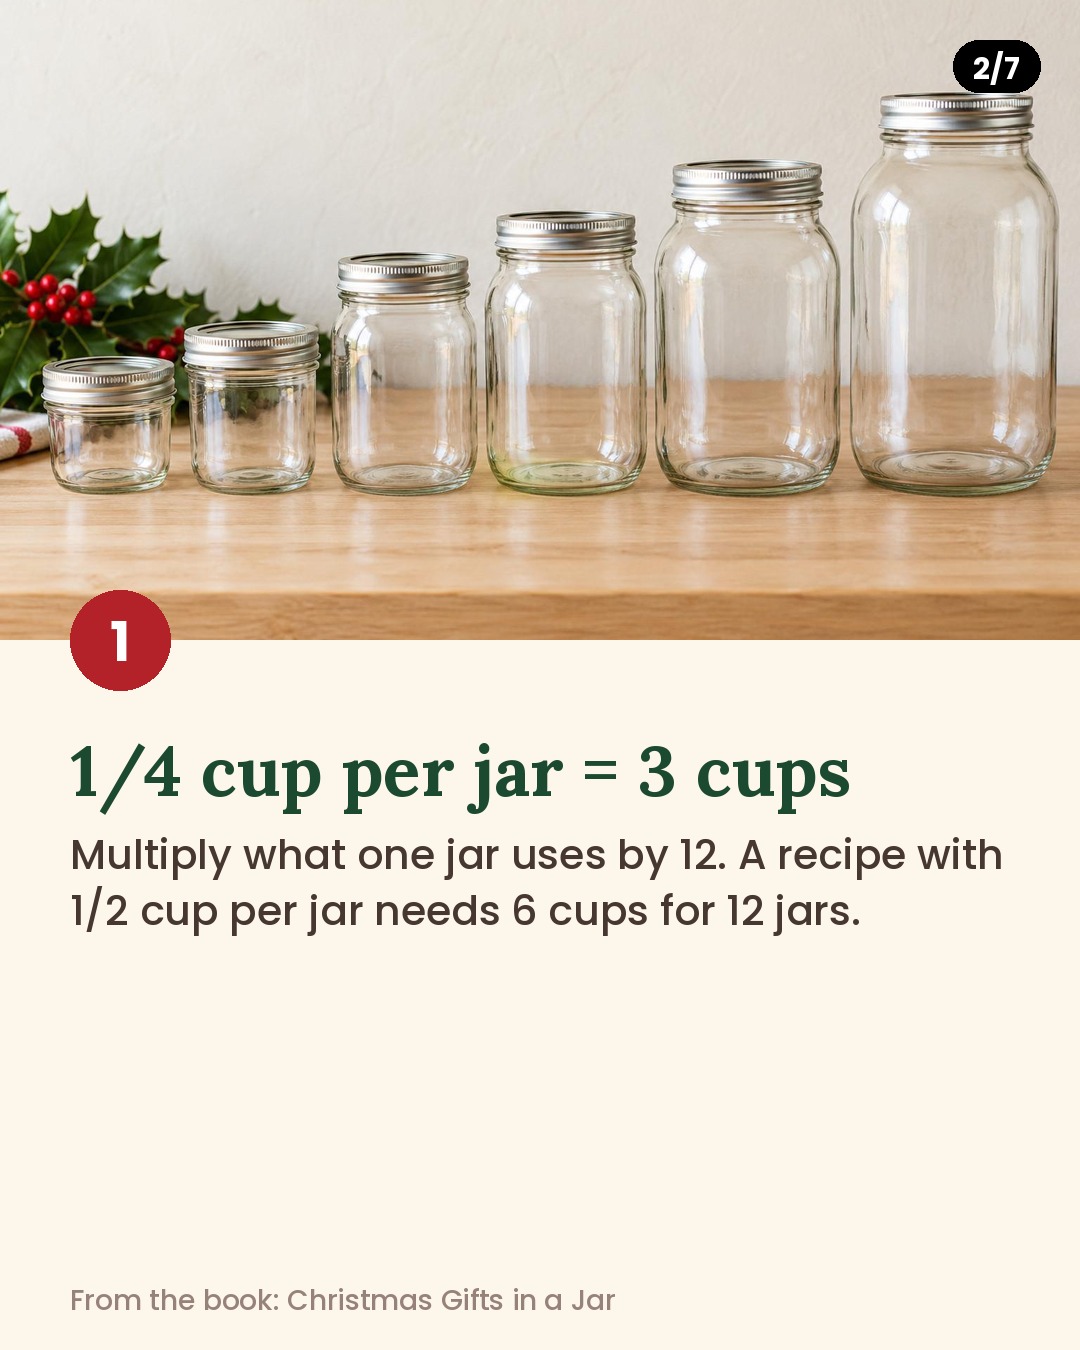 2/7
1
1/4 cup per jar = 3 cups
Multiply what one jar uses by 12. A recipe with
1/2 cup per jar needs 6 cups for 12 jars.
From the book: Christmas Gifts in a Jar